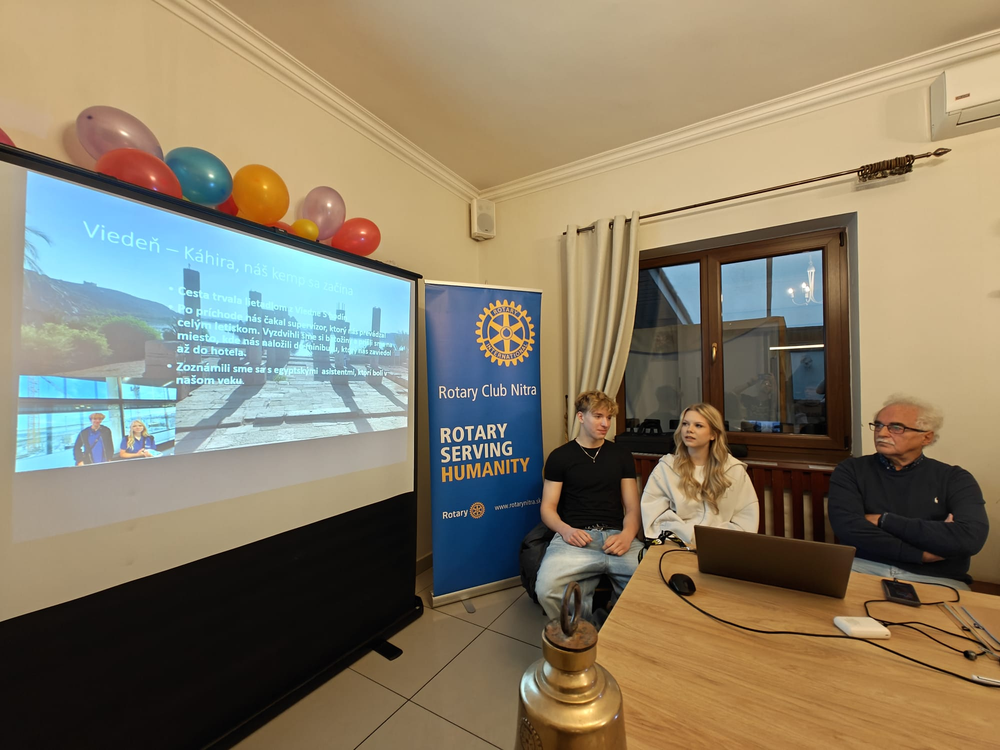 Viedeň – Káhira, náš kemp sa začína
• Cesta trvala lietadlom z Viedne 5 hodín.
• Po príchode nás čakal supervízor, ktorý nás prevádzal
celým letiskom. Vyzdvihli sme si batožiny a prišli sme na
miesto, kde nás naložili do minibusu, ktorý nás zaviedol
až do hotela.
• Zoznámili sme sa s egyptskými asistentmi, ktorí boli v
našom veku.
ROTARY
INTERNATIONAL
Rotary Club Nitra
ROTARY
SERVING
HUMANITY
Rotary
www.rotarynitra.sk